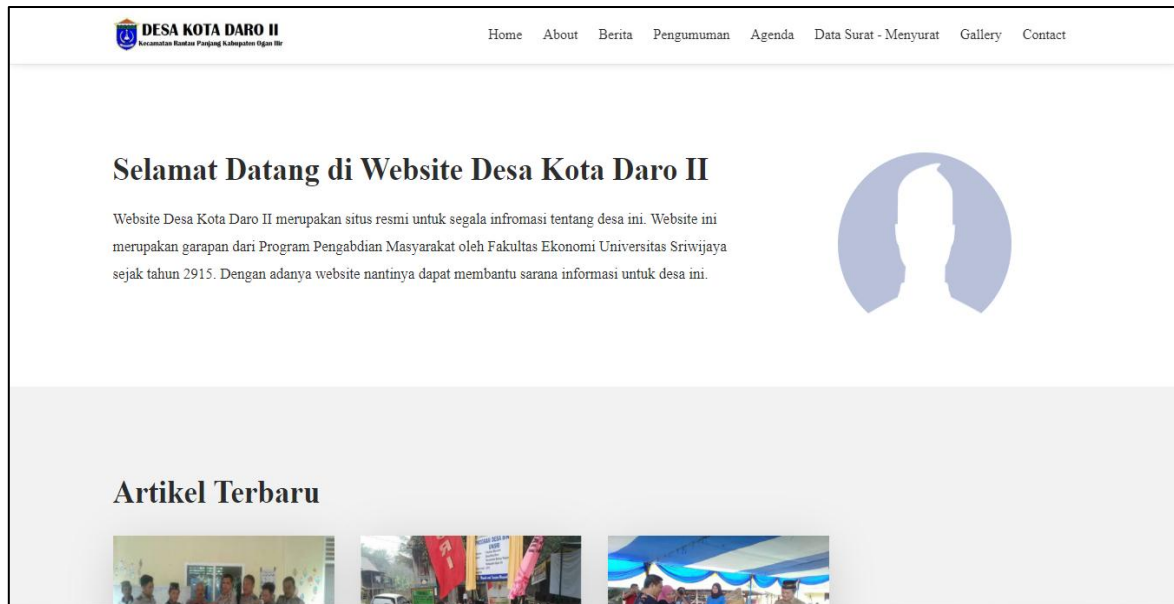 DESA KOTA DARO II
Kecamatan Rantau Panjang Kabupaten Ogan Ilir
Home About Berita Pengumuman Agenda Data Surat - Menyurat Gallery Contact
Selamat Datang di Website Desa Kota Daro II
Website Desa Kota Daro II merupakan situs resmi untuk segala infromasi tentang desa ini. Website ini
merupakan garapan dari Program Pengabdian Masyarakat oleh Fakultas Ekonomi Universitas Sriwijaya
sejak tahun 2915. Dengan adanya website nantinya dapat membantu sarana informasi untuk desa ini.
Artikel Terbaru